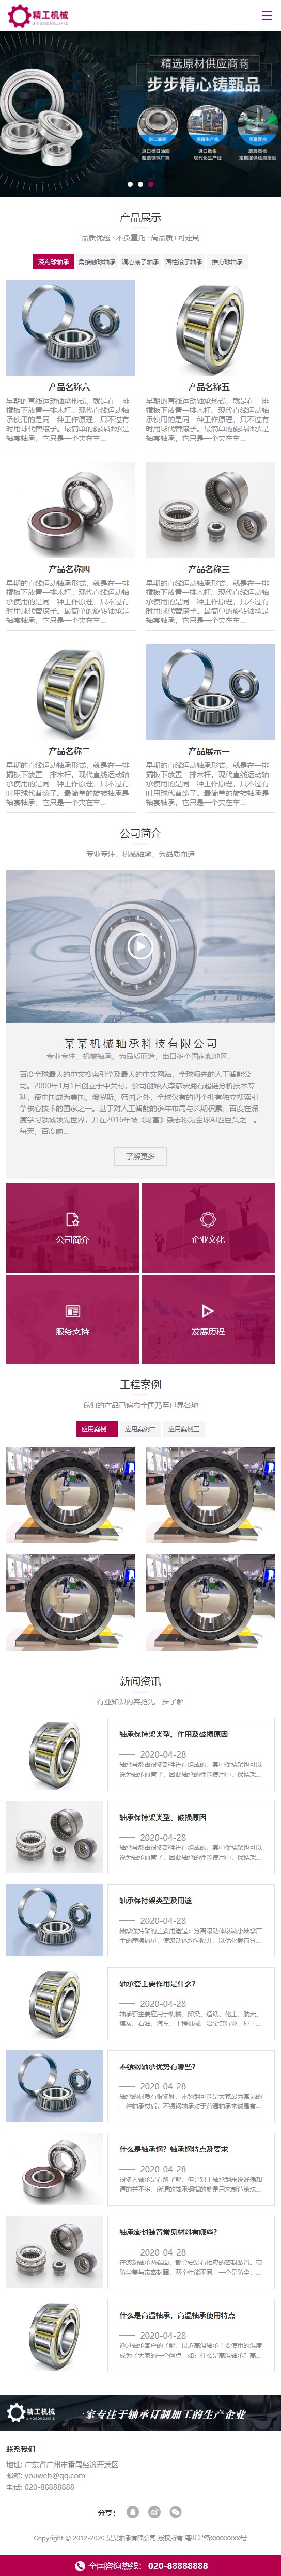 精工机械
JINGGONGJIXIE
精选原材供应商商
步步精心铸甄品
进口钢厂
高精生产线
质量管控
产品展示
品质优越 · 不负重托 · 高品质+可定制
深沟球轴承 角接触球轴承 调心滚子轴承 圆柱滚子轴承 推力球轴承
产品名称六
早期的直线运动轴承形式，就是在一排
撬板下放置一排木杆。现代直线运动轴
承使用的是同一种工作原理，只不过有
时用球代替滚子。最简单的旋转轴承是
轴套轴承，它只是一个夹在车...
产品名称五
早期的直线运动轴承形式，就是在一排
撬板下放置一排木杆。现代直线运动轴
承使用的是同一种工作原理，只不过有
时用球代替滚子。最简单的旋转轴承是
轴套轴承，它只是一个夹在车...
产品名称四
早期的直线运动轴承形式，就是在一排
撬板下放置一排木杆。现代直线运动轴
承使用的是同一种工作原理，只不过有
时用球代替滚子。最简单的旋转轴承是
轴套轴承，它只是一个夹在车...
产品名称三
早期的直线运动轴承形式，就是在一排
撬板下放置一排木杆。现代直线运动轴
承使用的是同一种工作原理，只不过有
时用球代替滚子。最简单的旋转轴承是
轴套轴承，它只是一个夹在车...
产品名称二
早期的直线运动轴承形式，就是在一排
撬板下放置一排木杆。现代直线运动轴
承使用的是同一种工作原理，只不过有
时用球代替滚子。最简单的旋转轴承是
轴套轴承，它只是一个夹在车...
产品展示一
早期的直线运动轴承形式，就是在一排
撬板下放置一排木杆。现代直线运动轴
承使用的是同一种工作原理，只不过有
时用球代替滚子。最简单的旋转轴承是
轴套轴承，它只是一个夹在车...
公司简介
专业专注、机械轴承、为品质而造
某某机械轴承科技有限公司
专业专注、机械轴承、为品质而造，出口多个国家和地区。
百度全球最大的中文搜索引擎及最大的中文网站，全球领先的人工智能公
司。2000年1月1日创立于中关村，公司创始人李彦宏拥有超链分析技术专
利，使中国成为美国、俄罗斯、韩国之外，全球仅有的四个拥有独立搜索引
擎核心技术的国家之一。基于对人工智能的多年布局与长期积累，百度在深
度学习领域领先世界，并在2016年被《财富》杂志称为全球AI四巨头之一。
每天，百度响...
了解更多
公司简介
企业文化
服务支持
发展历程
工程案例
我们的产品已遍布全国乃至世界各地
应用案例一 应用案例二 应用案例三
新闻资讯
行业知识内容抢先一步了解
轴承保持架类型、作用及破损原因
2020-04-28
轴承虽然由很多部件进行组成的，其中保持架也可以
说为轴承血管了，因此轴承的性能使用中，保持架...
轴承保持架类型、破损原因
2020-04-28
轴承虽然由很多部件进行组成的，其中保持架也可以
说为轴承血管了，因此轴承的性能使用中，保持架...
轴承保持架类型及用途
2020-04-28
轴承保持架的主要用途是：分离滚动体以减小轴承产
生的摩擦热量，使滚动体均匀隔开，以优化载荷分...
轴承套主要作用是什么？
2020-04-28
轴承套主要应用于机械、印染、造纸、化工、航天、
煤炭、石油、汽车、工程机械、冶金等行业。属于...
不锈钢轴承优势有哪些？
2020-04-28
轴承的材质有很多种，不锈钢可能是大家最为常见的
一种轴承材质，不锈钢轴承对于普通轴承来说是有...
什么是轴承钢？轴承钢特点及要求
2020-04-28
很多人轴承是有所了解，但是对于轴承钢来说好像知
道的并不多，所谓的轴承钢指的就是用来制造滚珠...
轴承密封装置常见材料有哪些？
2020-04-28
在滚动轴承两端面，都会安装有相应的密封装置。带
防尘盖与带密封圈，两个性能不同，一个是防尘，...
什么是高温轴承，高温轴承使用特点
2020-04-28
通过轴承客户的了解，最近高温轴承主要使用的温度
成为了大家的一个问点。如：什么是高温轴承？高...
精工机械
JINGGONGJIXIE
一家专注于轴承订制加工的生产企业
联系我们
地址: 广东省广州市番禺经济开发区
邮箱: youweb@qq.com
电话: 020-88888888
分享：
Copyright © 2012-2020 某某轴承有限公司 版权所有 粤ICP备xxxxxxxx号
全国咨询热线： 020-88888888